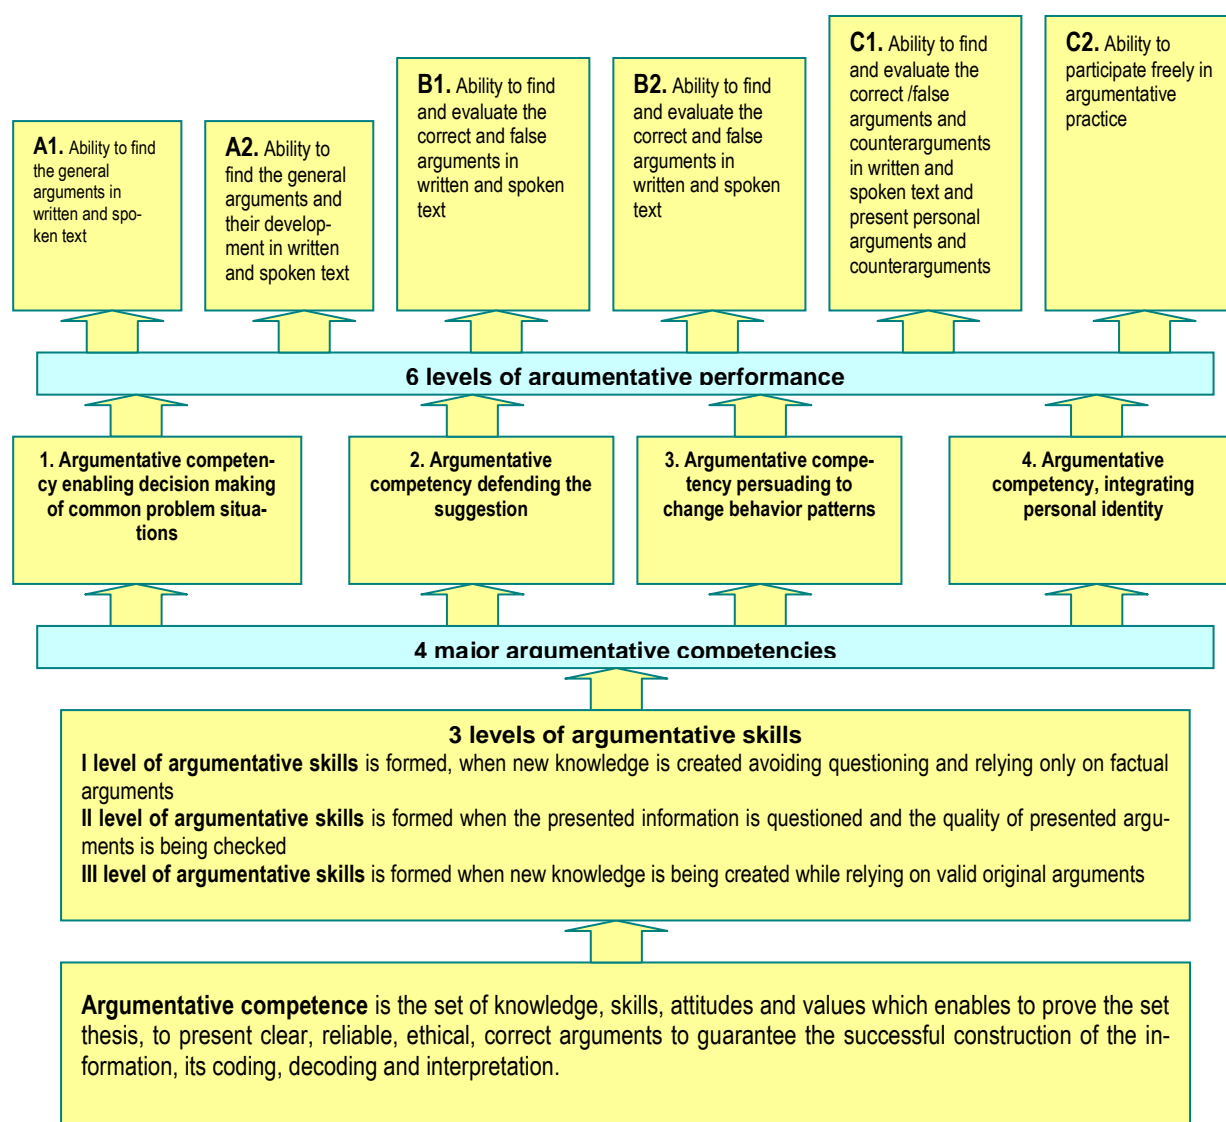 A1. Ability to find
the general
arguments in
written and spo-
ken text
A2. Ability to
find the general
arguments and
their develop-
ment in written
and spoken text
B1. Ability to find
and evaluate the
correct and false
arguments in
written and spoken
text
B2. Ability to find
and evaluate the
correct and false
arguments in
written and spoken
text
C1. Ability to find
and evaluate the
correct /false
arguments and
counterarguments
in written and
spoken text and
present personal
arguments and
counterarguments
C2. Ability to
participate freely in
argumentative
practice
6 levels of argumentative performance
1. Argumentative competen-
cy enabling decision making
of common problem situa-
tions
2. Argumentative
competency defending the
suggestion
3. Argumentative compe-
tency persuading to
change behavior patterns
4. Argumentative
competency, integrating
personal identity
4 major argumentative competencies
3 levels of argumentative skills
I level of argumentative skills is formed, when new knowledge is created avoiding questioning and relying only on factual
arguments
II level of argumentative skills is formed when the presented information is questioned and the quality of presented argu-
ments is being checked
III level of argumentative skills is formed when new knowledge is being created while relying on valid original arguments
Argumentative competence is the set of knowledge, skills, attitudes and values which enables to prove the set
thesis, to present clear, reliable, ethical, correct arguments to guarantee the successful construction of the in-
formation, its coding, decoding and interpretation.